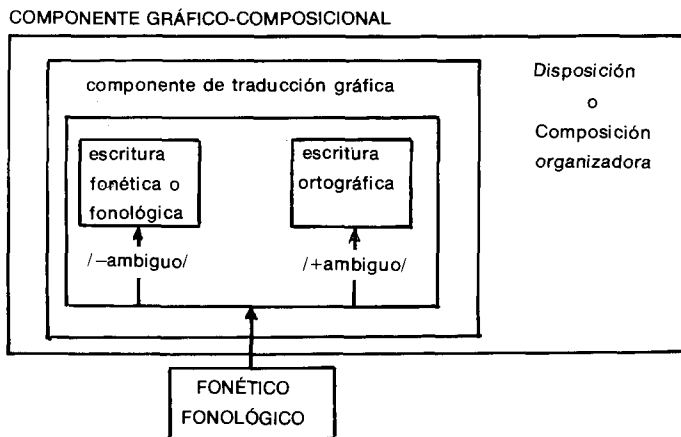 COMPONENTE GRÁFICO-COMPOSICIONAL
componente de traducción gráfica
Disposición
o
Composición
organizadora
escritura
fonética o
fonológica
escritura
ortográfica
/−ambiguo/
/+ambiguo/
FONÉTICO
FONOLÓGICO